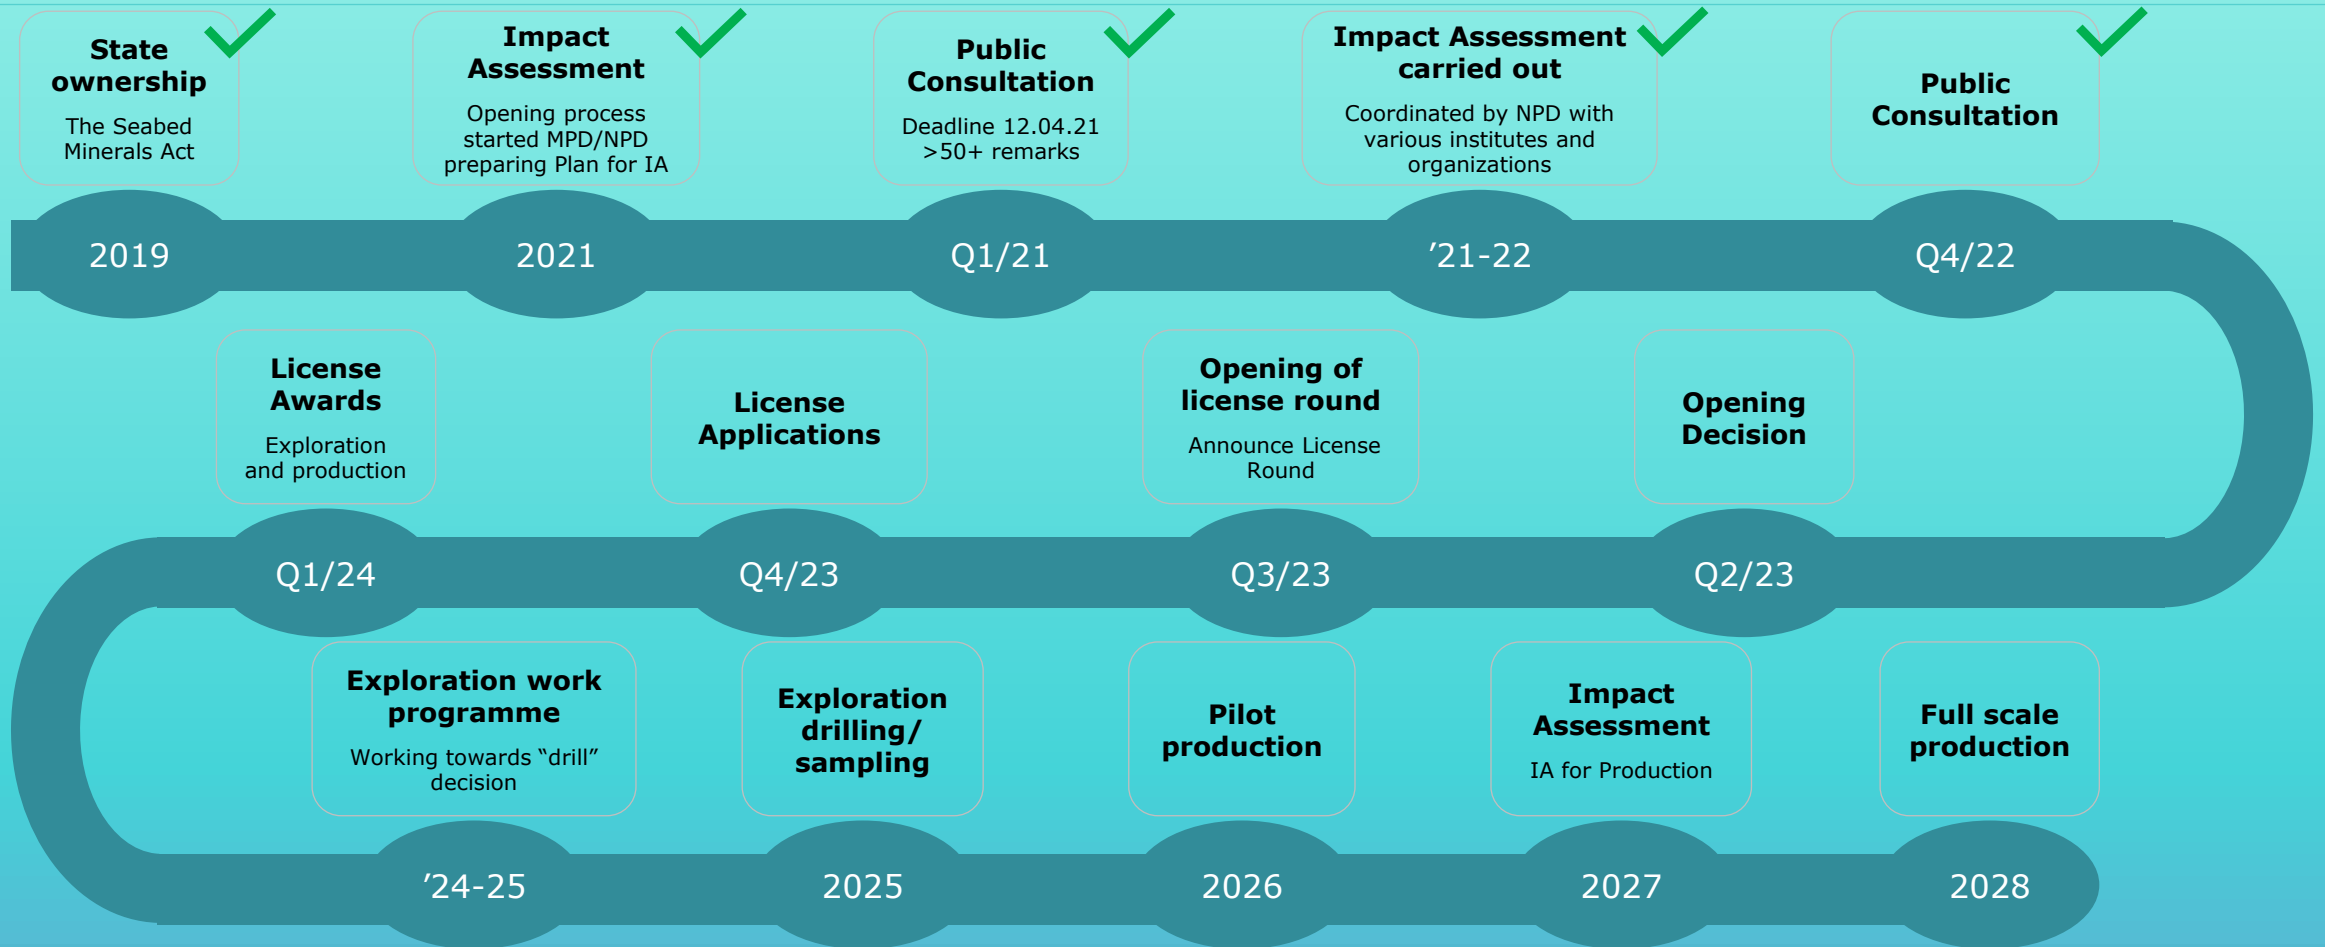 State
ownership
The Seabed
Minerals Act
Impact
Assessment
Opening process
started MPD/NPD
preparing Plan for IA
Public
Consultation
Deadline 12.04.21
>50+ remarks
Impact Assessment
carried out
Coordinated by NPD with
various institutes and
organizations
Public
Consultation
2019
2021
Q1/21
’21-22
Q4/22
License
Awards
Exploration
and production
License
Applications
Opening of
license round
Announce License
Round
Opening
Decision
Q1/24
Q4/23
Q3/23
Q2/23
Exploration work
programme
Working towards “drill”
decision
Exploration
drilling/
sampling
Pilot
production
Impact
Assessment
IA for Production
Full scale
production
’24-25
2025
2026
2027
2028